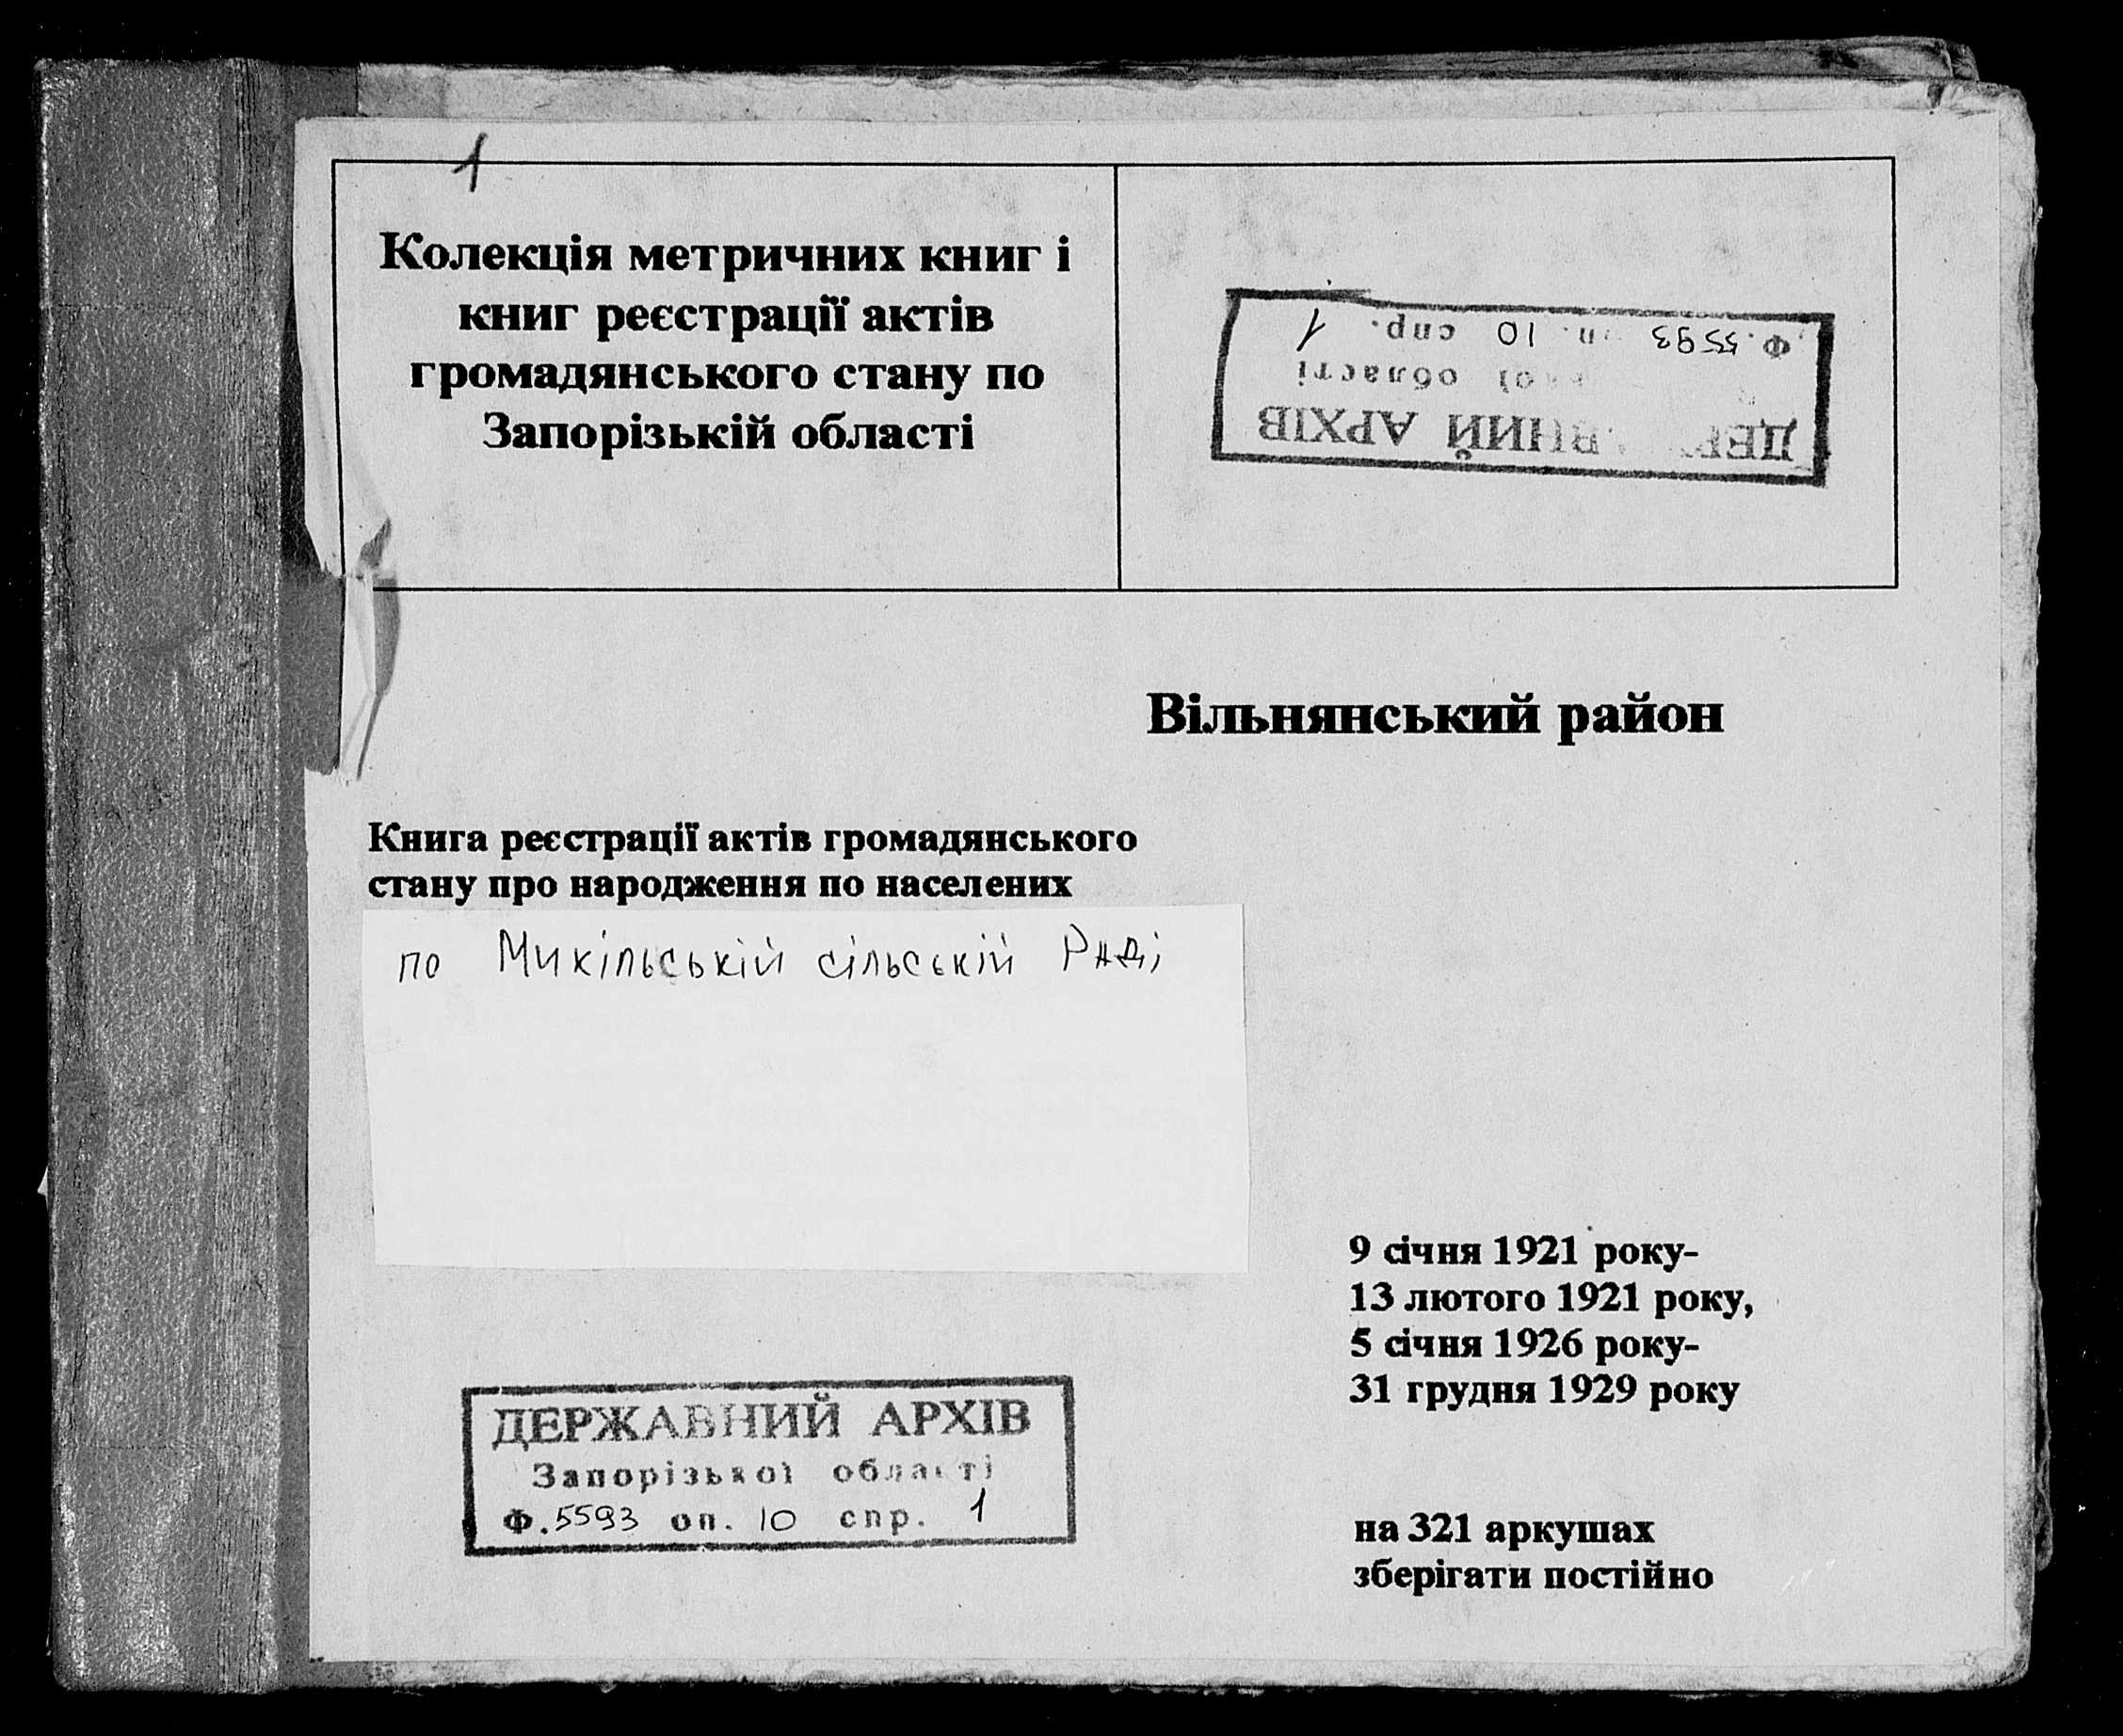 1
Колекція метричних книг і
книг реєстрації актів
громадянського стану по
Запорізькій області
ДЕРЖАВНИЙ АРХІВ
області
Ф. 5593 оп. 10 спр. 1
Вільнянський район
Книга реєстрації актів громадянського
стану про народження по населених
по Микільській сільській Раді
9 січня 1921 року-
13 лютого 1921 року,
5 січня 1926 року-
31 грудня 1929 року
ДЕРЖАВНИЙ АРХІВ
Запорізької області
Ф. 5593 оп. 10 спр. 1
на 321 аркушах
зберігати постійно